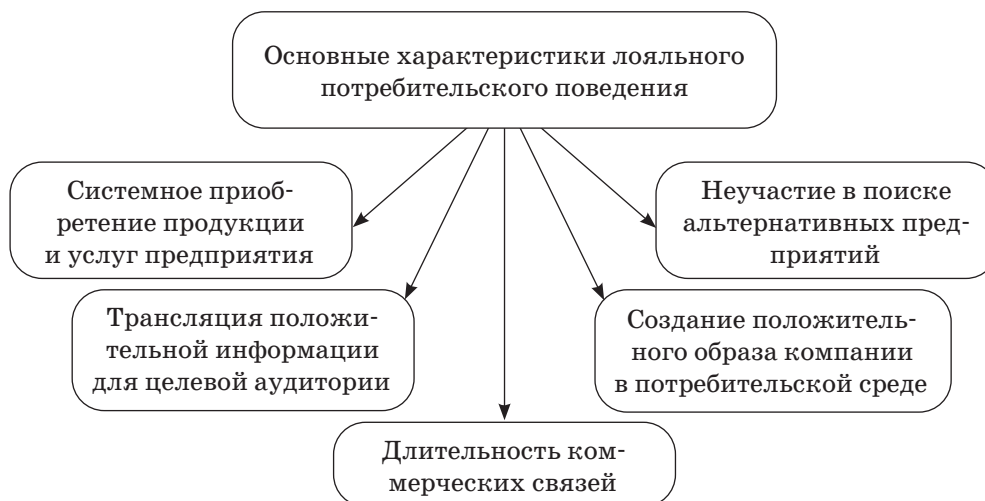 Основные характеристики лояльного
потребительского поведения
Системное приоб-
ретение продукции
и услуг предприятия
Неучастие в поиске
альтернативных пред-
приятий
Трансляция положи-
тельной информации
для целевой аудитории
Создание положитель-
ного образа компании
в потребительской среде
Длительность ком-
мерческих связей